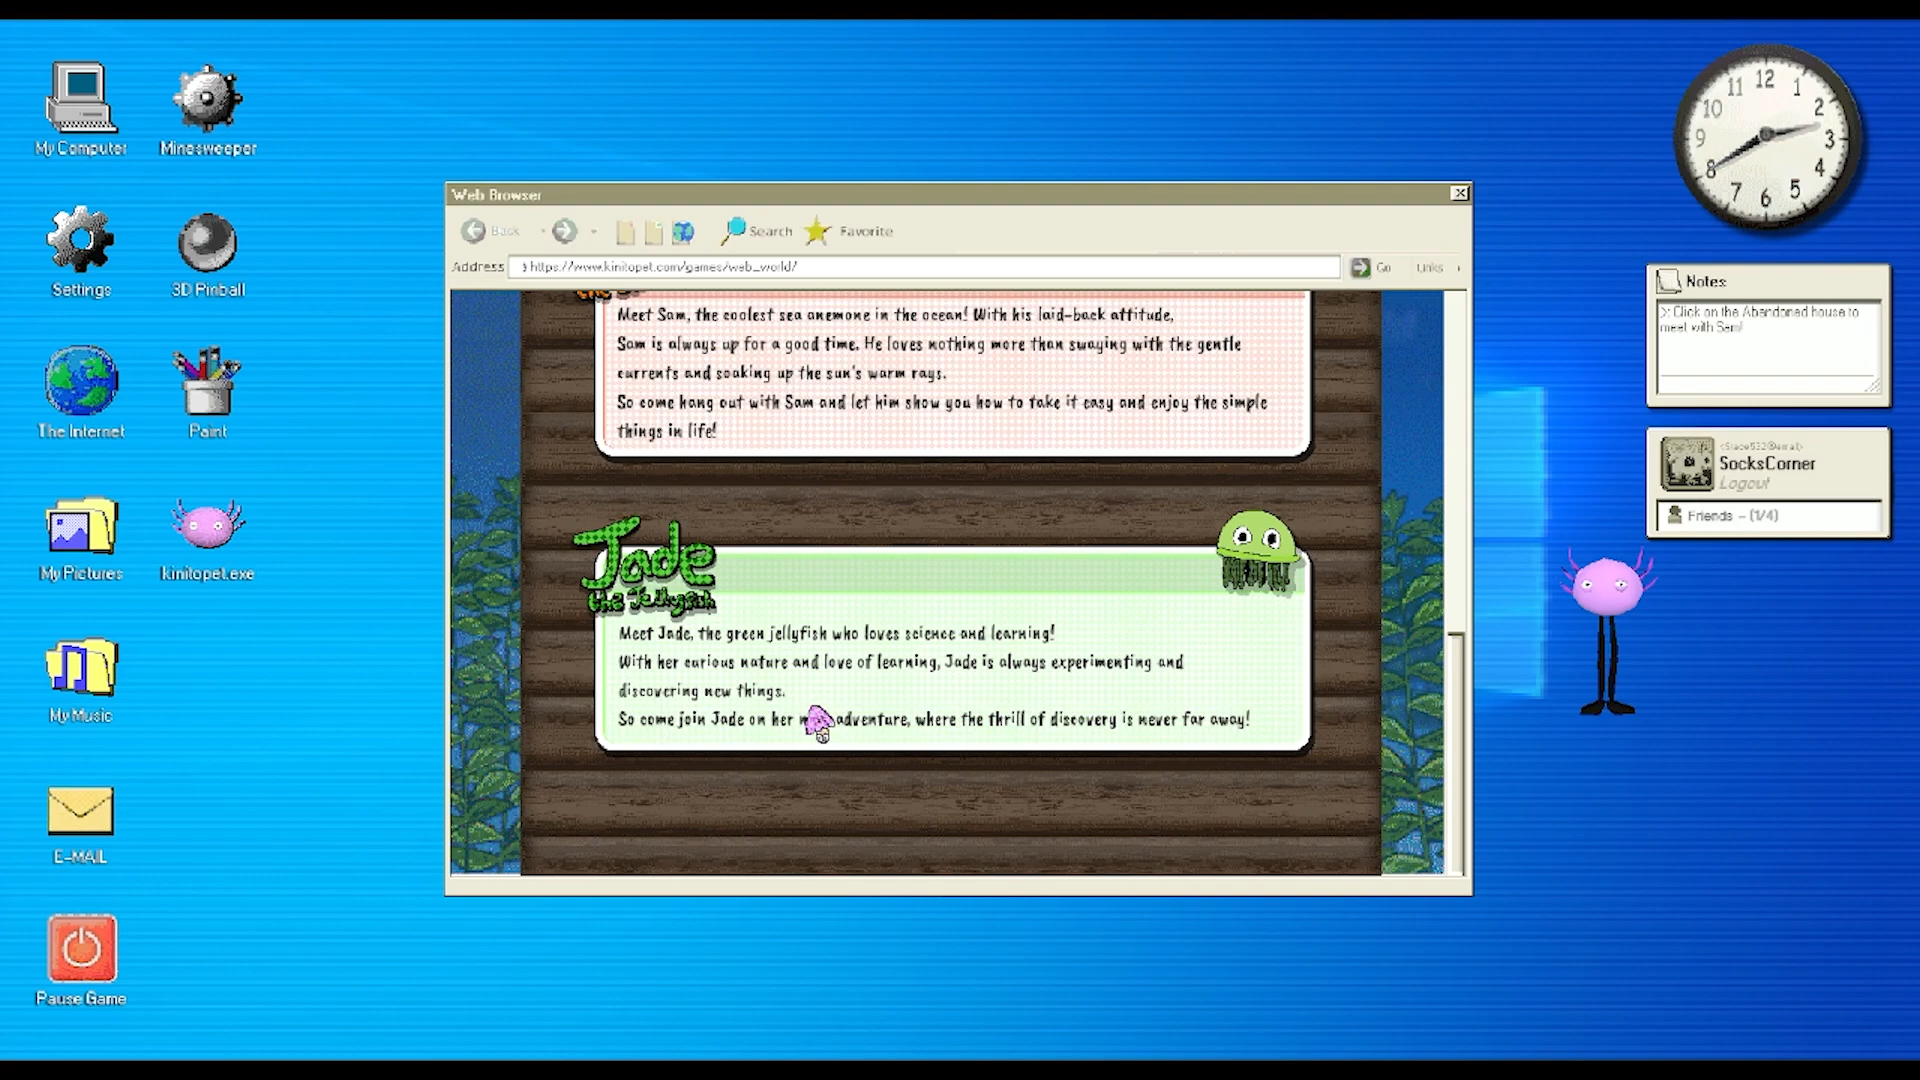 My Computer
Minesweeper
Settings
3D Pinball
The Internet
Paint
My Pictures
kinitopet.exe
My Music
E-MAIL
Pause Game
Web Browser
Back
Search
Favorite
Address
https://www.kinitopet.com/games/web_world/
Go
Links
Meet Sam, the coolest sea anemone in the ocean! With his laid-back attitude,
Sam is always up for a good time. He loves nothing more than swaying with the gentle
currents and soaking up the sun's warm rays.
So come hang out with Sam and let him show you how to take it easy and enjoy the simple
things in life!
Jade
the Jellyfish
Meet Jade, the green jellyfish who loves science and learning!
With her curious nature and love of learning, Jade is always experimenting and
discovering new things.
So come join Jade on her adventure, where the thrill of discovery is never far away!
12 1 2 3 4 5 6 7 8 9 10 11
Notes
>: Click on the Abandoned house to
meet with Sam!
SocksCorner
Logout
Friends - (1/4)